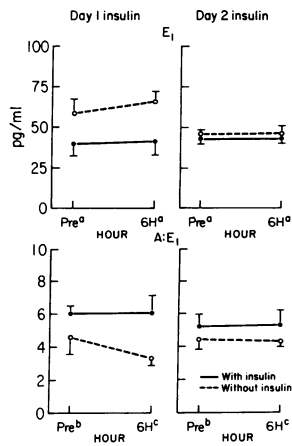 Day 1 insulin Day 2 insulin
E1
100
75
50
25
0
pg/ml
Preᵃ 6Hᵃ Preᵃ 6Hᵃ
HOUR HOUR
A:E1
10
8
6
4
2
0
With insulin
Without insulin
Preᵇ 6Hᶜ Preᵇ 6Hᶜ
HOUR HOUR